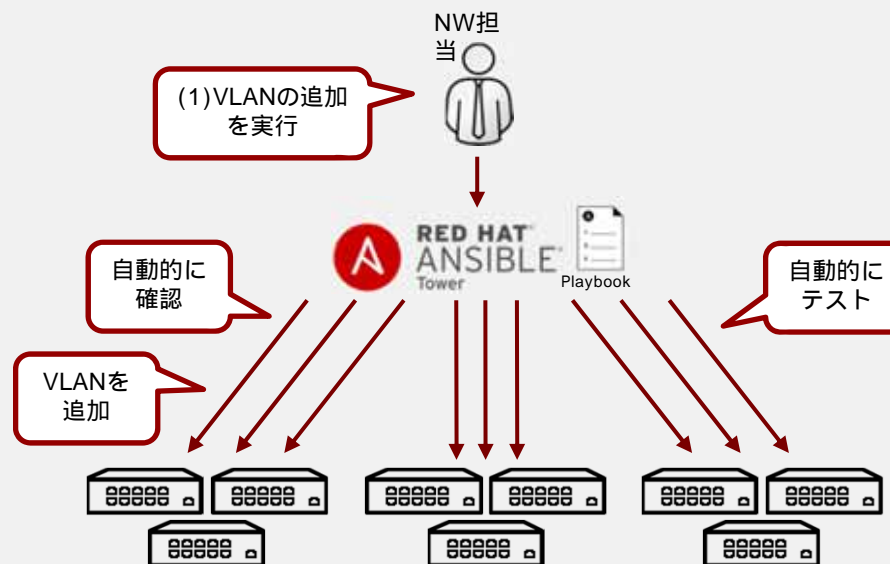 NW担
当
(1)VLANの追加
を実行
RED HAT
ANSIBLE
Tower
Playbook
自動的に
確認
自動的に
テスト
VLANを
追加